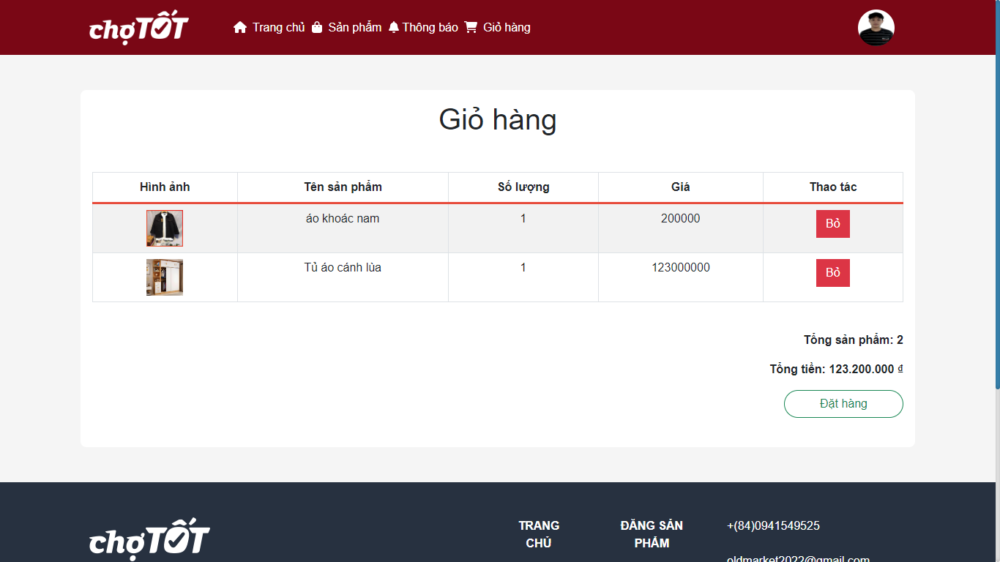 chợTỐT
Trang chủ Sản phẩm Thông báo Giỏ hàng
Giỏ hàng
Hình ảnh Tên sản phẩm Số lượng Giá Thao tác
áo khoác nam 1 200000 Bỏ
Tủ áo cánh lùa 1 123000000 Bỏ
Tổng sản phẩm: 2
Tổng tiền: 123.200.000 ₫
Đặt hàng
chợTỐT
TRANG
CHỦ
ĐĂNG SẢN
PHẨM
+(84)0941549525
oldmarket2022@gmail.com